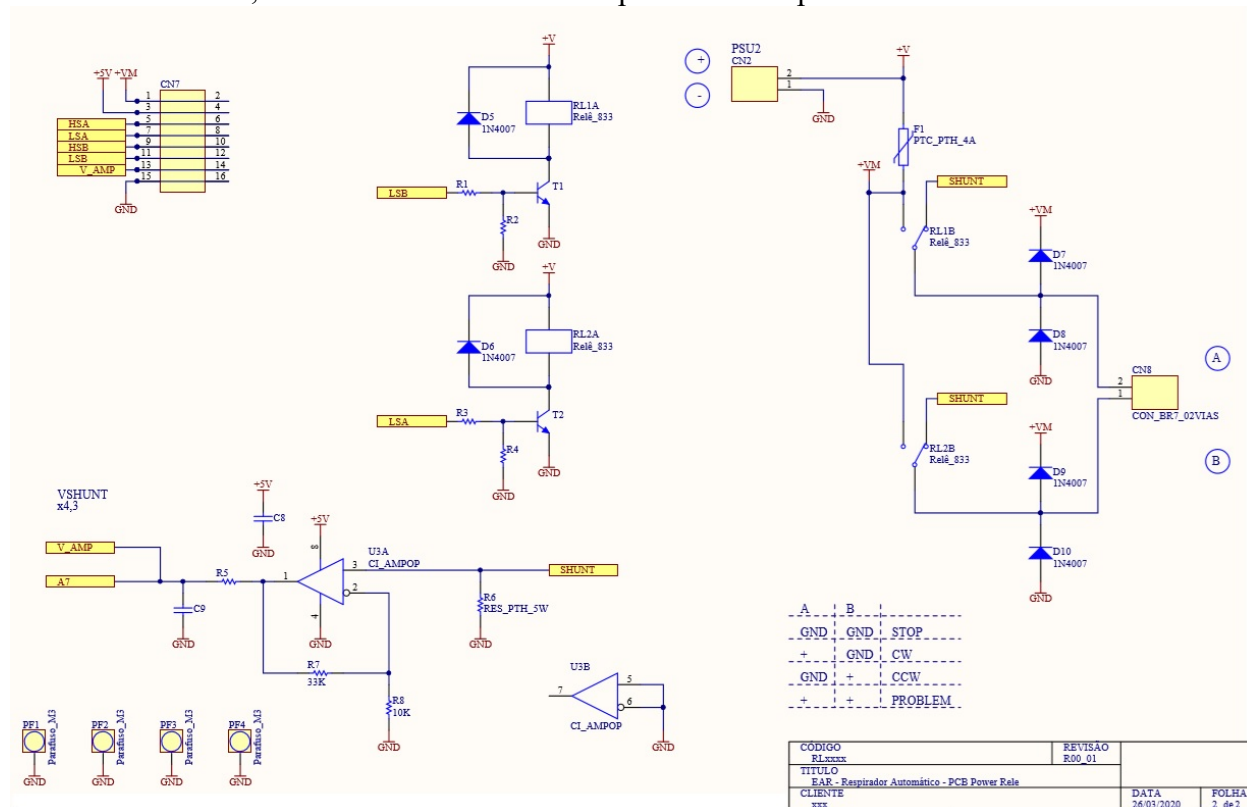 +5V +VM
CN7
1 2
3 4
HSA 5 6
LSA 7 8
HSB 9 10
LSB 11 12
V_AMP 13 14
15 16
GND
+V
D5
1N4007
RL1A
Relê_833
LSB
R1
T1
R2
GND
GND
+V
D6
1N4007
RL2A
Relê_833
LSA
R3
T2
R4
GND
GND
+
-
PSU2
CN2
2
1
GND
+V
F1
PTC_PTH_4A
+VM
SHUNT
RL1B
Relê_833
+VM
D7
1N4007
D8
1N4007
GND
SHUNT
RL2B
Relê_833
+VM
D9
1N4007
D10
1N4007
GND
CN8
2
1
CON_BR7_02VIAS
A
B
VSHUNT
x4,3
V_AMP
A7
+5V
C8
GND
+5V
8
U3A
CI_AMPOP
3
2
1
4
GND
R5
C9
GND
SHUNT
R6
RES_PTH_5W
GND
R7
33K
R8
10K
GND
U3B
7
5
6
CI_AMPOP
GND
A B
GND GND STOP
+ GND CW
GND + CCW
+ + PROBLEM
PF1
Parafuso_M3
GND
PF2
Parafuso_M3
GND
PF3
Parafuso_M3
GND
PF4
Parafuso_M3
GND
CÓDIGO REVISÃO
RLxxxx R00_01
TITULO
EAR - Respirador Automático - PCB Power Rele
CLIENTE DATA FOLHA
xxx 26/03/2020 2 de 2